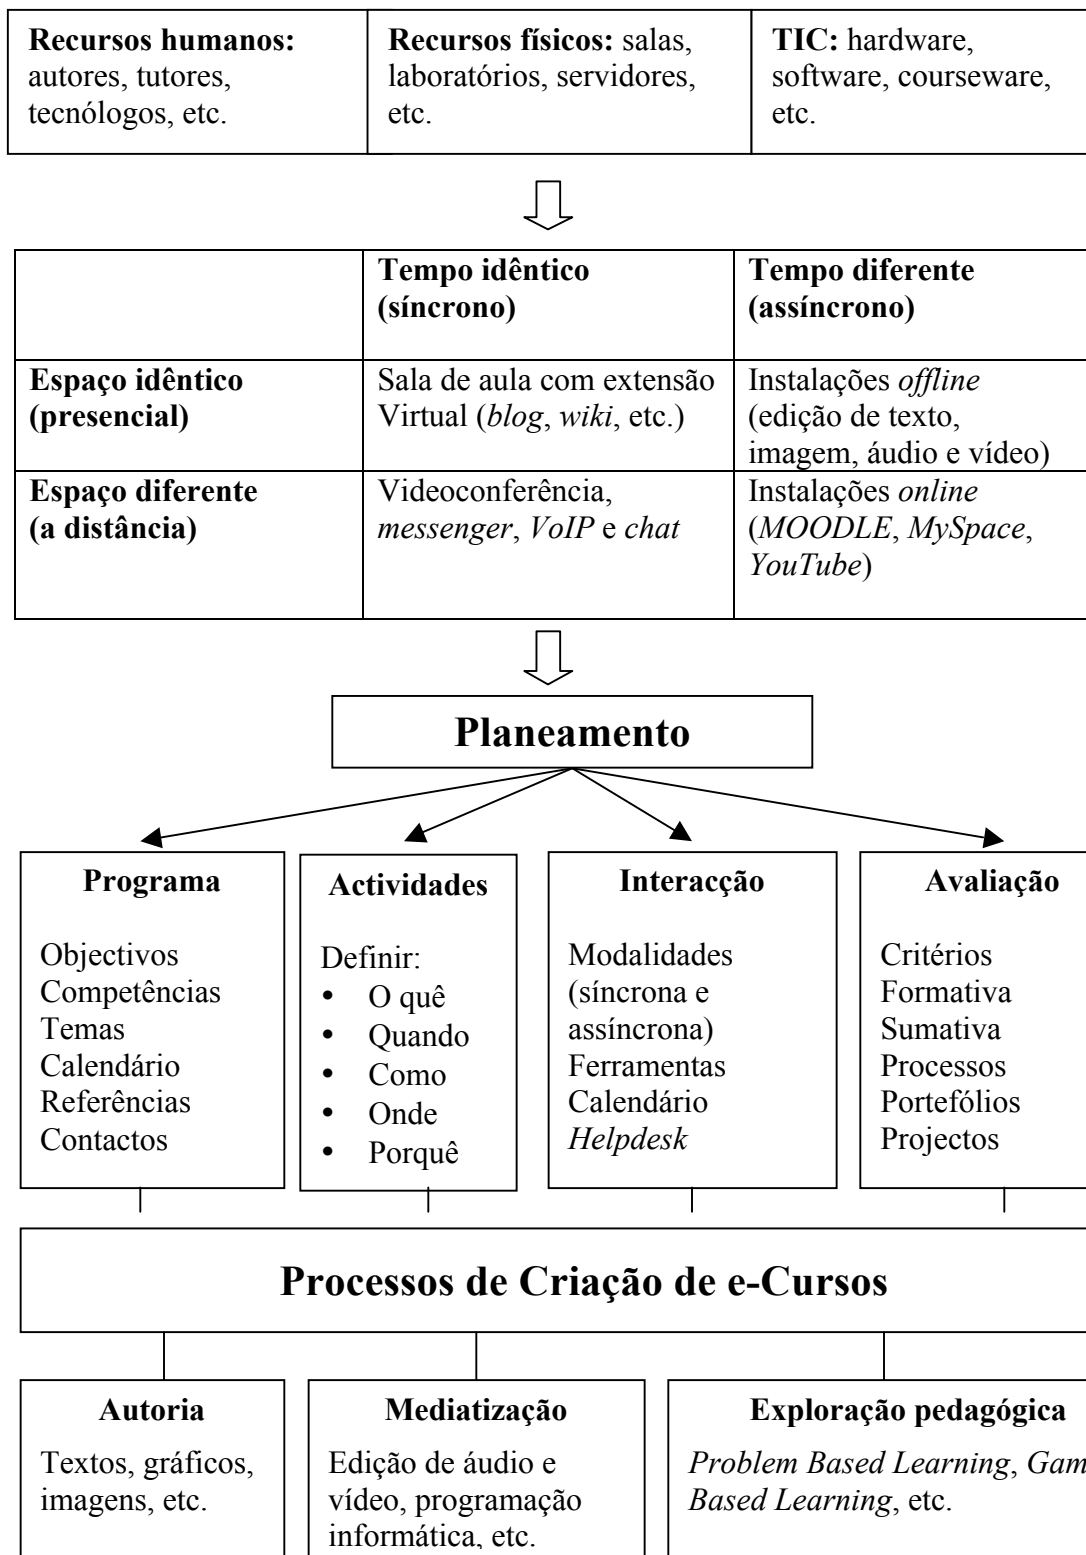 Recursos humanos:
autores, tutores,
tecnólogos, etc.
Recursos físicos: salas,
laboratórios, servidores,
etc.
TIC: hardware,
software, courseware,
etc.
Tempo idêntico
(síncrono)
Tempo diferente
(assíncrono)
Espaço idêntico
(presencial)
Sala de aula com extensão
Virtual (blog, wiki, etc.)
Instalações offline
(edição de texto,
imagem, áudio e vídeo)
Espaço diferente
(a distância)
Videoconferência,
messenger, VoIP e chat
Instalações online
(MOODLE, MySpace,
YouTube)
Planeamento
Programa
Objectivos
Competências
Temas
Calendário
Referências
Contactos
Actividades
Definir:
• O quê
• Quando
• Como
• Onde
• Porquê
Interacção
Modalidades
(síncrona e
assíncrona)
Ferramentas
Calendário
Helpdesk
Avaliação
Critérios
Formativa
Sumativa
Processos
Portefólios
Projectos
Processos de Criação de e-Cursos
Autoria
Textos, gráficos,
imagens, etc.
Mediatização
Edição de áudio e
vídeo, programação
informática, etc.
Exploração pedagógica
Problem Based Learning, Gam
Based Learning, etc.